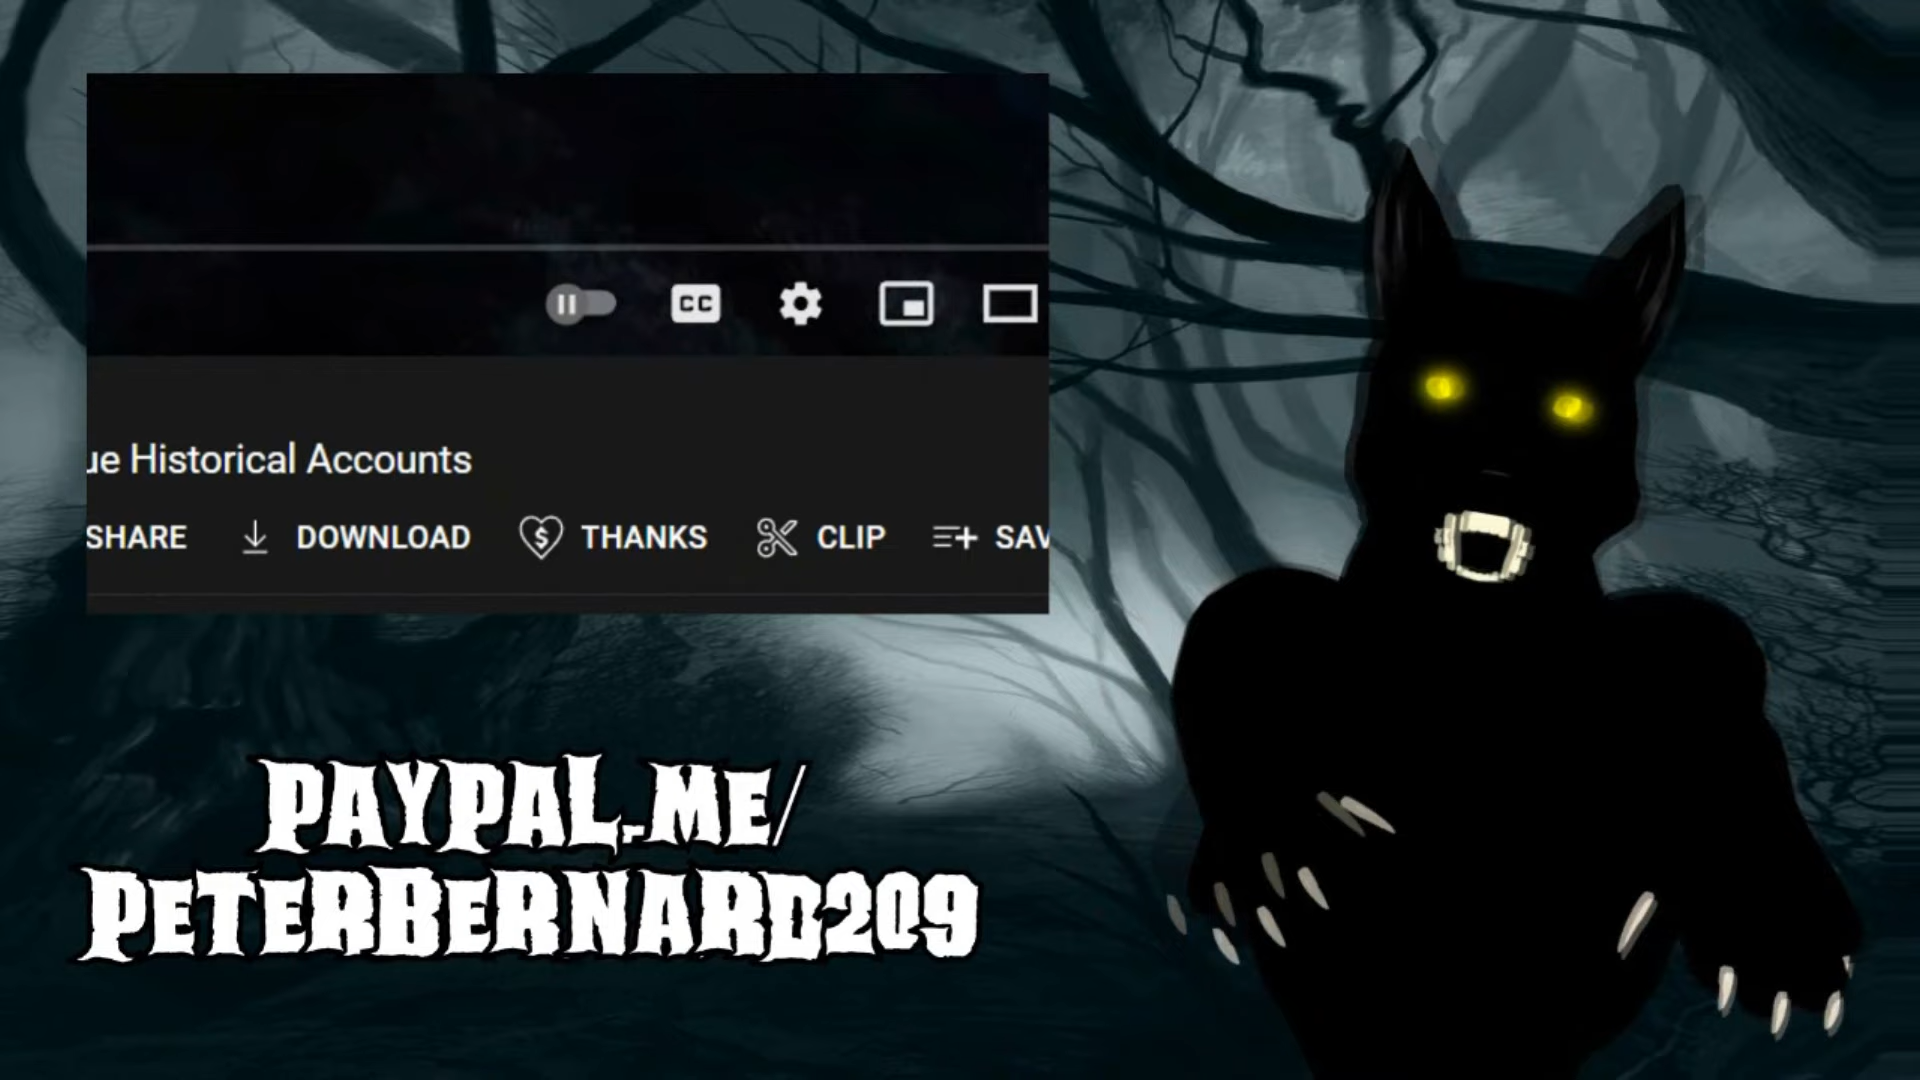 CC
ue Historical Accounts
SHARE DOWNLOAD THANKS CLIP SAV
PAYPAL.ME/
PETERBERNARD209